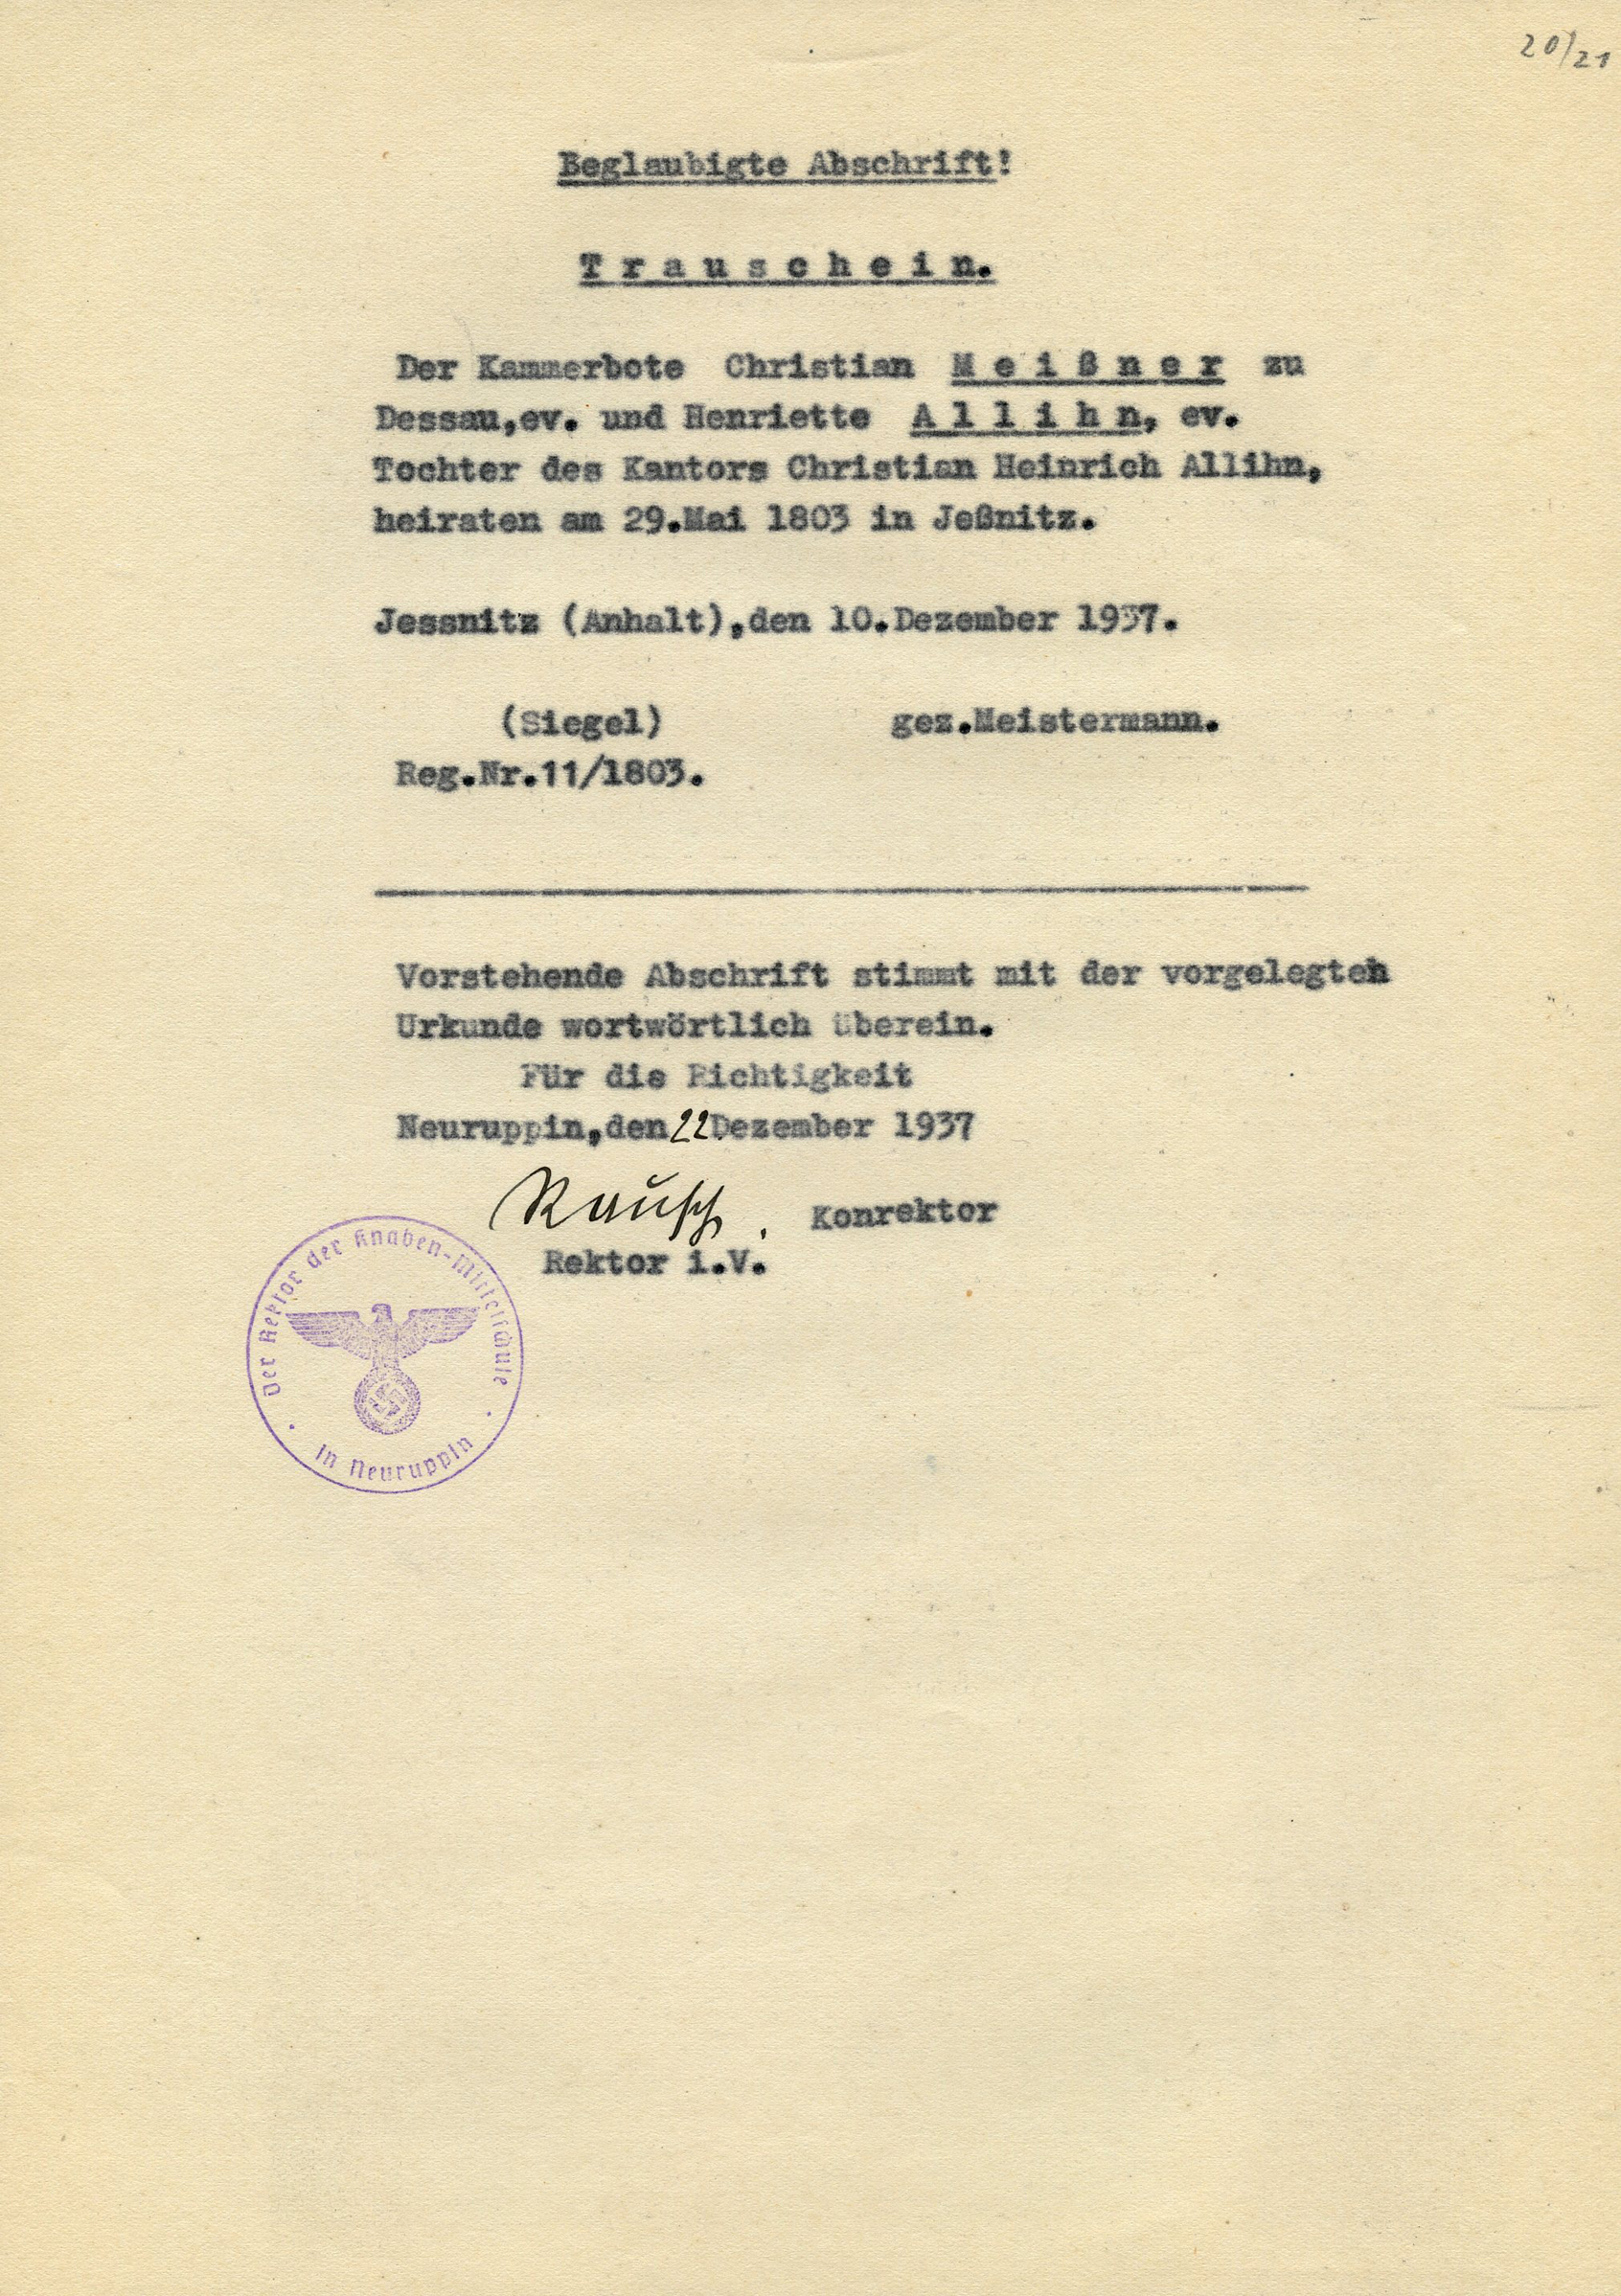 20/21
Beglaubigte Abschrift!
T r a u s c h e i n.
Der Kammerbote Christian M e i ß n e r zu
Dessau,ev. und Henriette A l l i h n, ev.
Tochter des Kantors Christian Heinrich Allihn,
heiraten am 29.Mai 1803 in Jeßnitz.
Jessnitz (Anhalt),den 10.Dezember 1937.
(Siegel) gez.Meistermann.
Reg.Nr.11/1803.
Vorstehende Abschrift stimmt mit der vorgelegten
Urkunde wortwörtlich überein.
Für die Richtigkeit
Neuruppin,den 22 Dezember 1937
Rausch. Konrektor
Rektor i.V.
Der Rektor der Knaben-Mittelschule
in Neuruppin